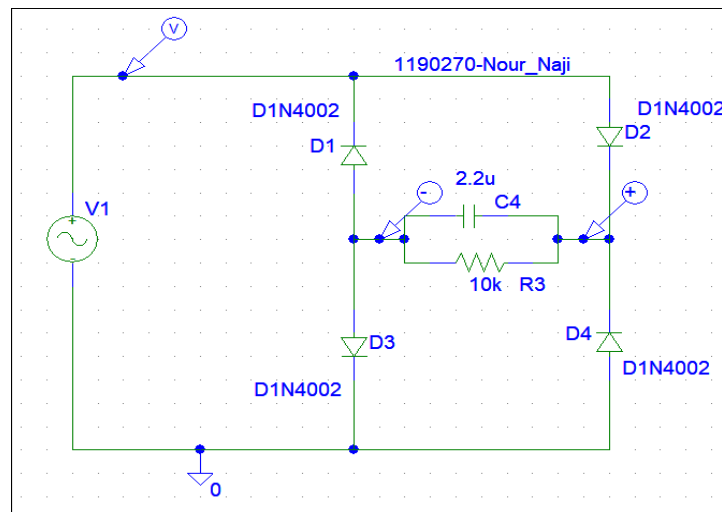 V
1190270-Nour_Naji
D1N4002
D1N4002
D1
D2
2.2u
-
+
C4
V1
+
-
10k
R3
D3
D4
D1N4002
D1N4002
0